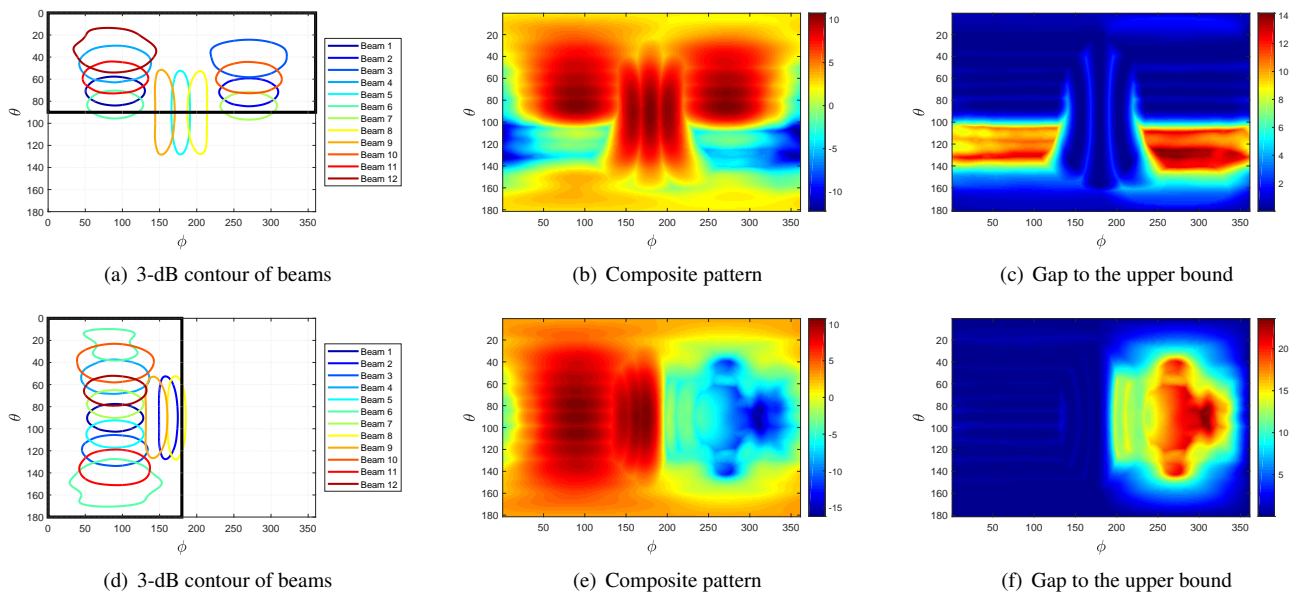 0
20
40
60
80
100
120
140
160
180
θ
0 50 100 150 200 250 300 350
ϕ
Beam 1
Beam 2
Beam 3
Beam 4
Beam 5
Beam 6
Beam 7
Beam 8
Beam 9
Beam 10
Beam 11
Beam 12
(a) 3-dB contour of beams
20
40
60
80
100
120
140
160
180
θ
50 100 150 200 250 300 350
ϕ
10
5
0
-5
-10
(b) Composite pattern
20
40
60
80
100
120
140
160
180
θ
50 100 150 200 250 300 350
ϕ
14
12
10
8
6
4
2
(c) Gap to the upper bound
0
20
40
60
80
100
120
140
160
180
θ
0 50 100 150 200 250 300 350
ϕ
Beam 1
Beam 2
Beam 3
Beam 4
Beam 5
Beam 6
Beam 7
Beam 8
Beam 9
Beam 10
Beam 11
Beam 12
(d) 3-dB contour of beams
20
40
60
80
100
120
140
160
180
θ
50 100 150 200 250 300 350
ϕ
10
5
0
-5
-10
-15
(e) Composite pattern
20
40
60
80
100
120
140
160
180
θ
50 100 150 200 250 300 350
ϕ
20
15
10
5
(f) Gap to the upper bound